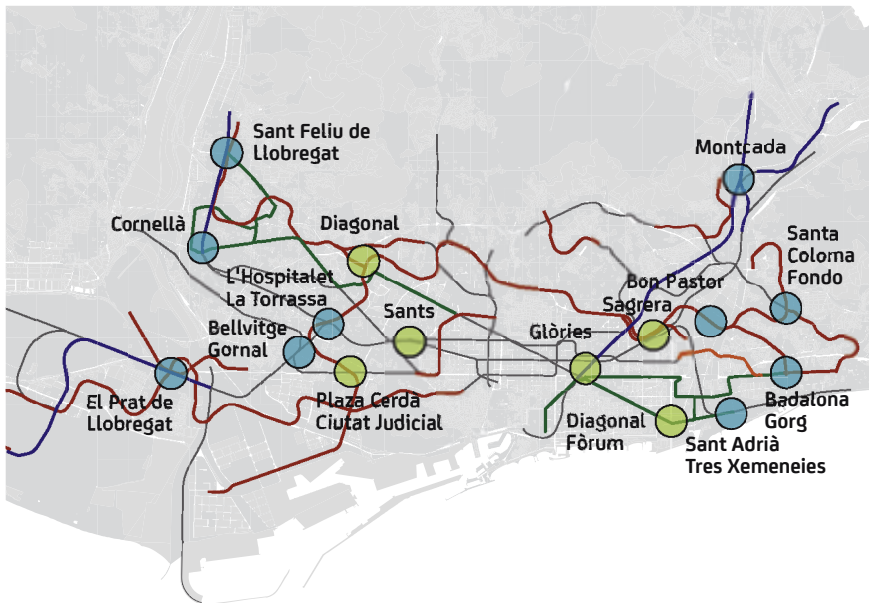 Sant Feliu de
Llobregat
Montcada
Cornellà
Diagonal
Santa
Coloma
Fondo
L'Hospitalet
La Torrassa
Bon Pastor
Sagrera
Sants
Bellvitge
Gornal
Glòries
El Prat de
Llobregat
Plaza Cerdà
Ciutat Judicial
Diagonal
Fòrum
Badalona
Gorg
Sant Adrià
Tres Xemeneies